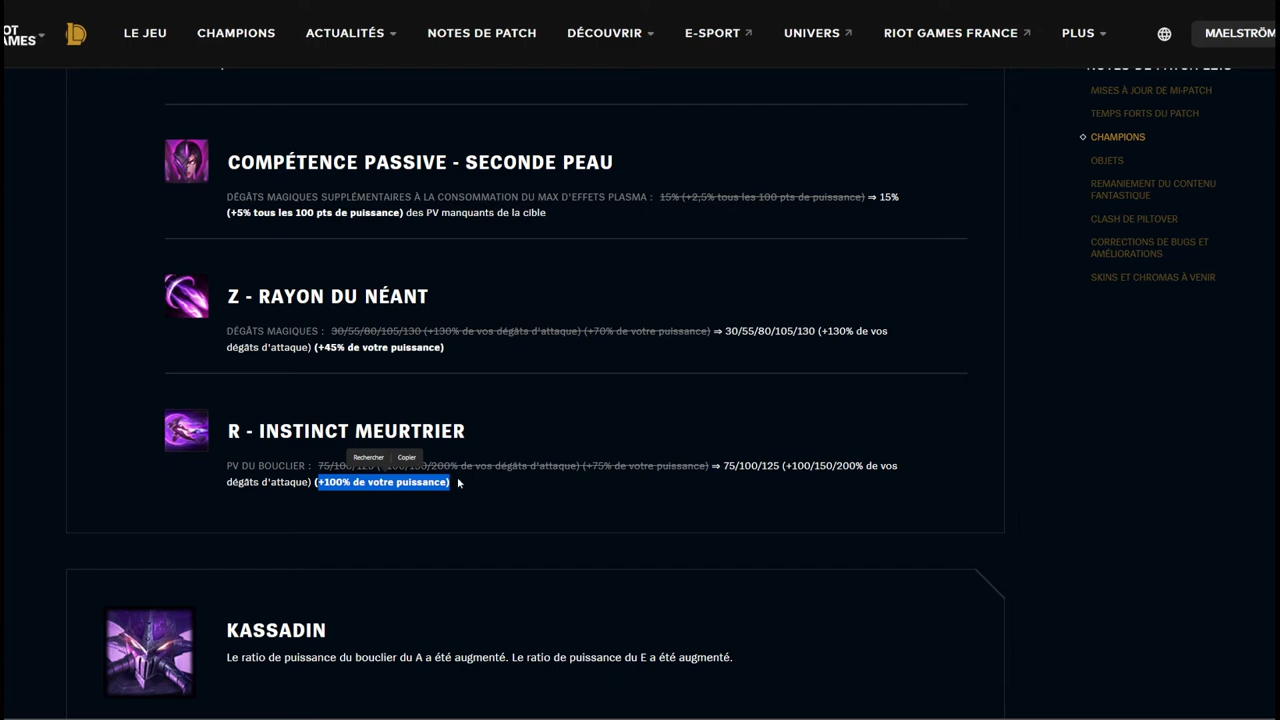 LE JEU CHAMPIONS ACTUALITÉS NOTES DE PATCH DÉCOUVRIR E-SPORT UNIVERS RIOT GAMES FRANCE PLUS MAELSTRÖM
MISES À JOUR DE MI-PATCH
TEMPS FORTS DU PATCH
CHAMPIONS
OBJETS
REMANIEMENT DU CONTENU
FANTASTIQUE
CLASH DE PILTOVER
CORRECTIONS DE BUGS ET
AMÉLIORATIONS
SKINS ET CHROMAS À VENIR
COMPÉTENCE PASSIVE - SECONDE PEAU
DÉGÂTS MAGIQUES SUPPLÉMENTAIRES À LA CONSOMMATION DU MAX D'EFFETS PLASMA : 15% (+2,5% tous les 100 pts de puissance) ⇒ 15%
(+5% tous les 100 pts de puissance) des PV manquants de la cible
Z - RAYON DU NÉANT
DÉGÂTS MAGIQUES : 30/55/80/105/130 (+130% de vos dégâts d'attaque) (+70% de votre puissance) ⇒ 30/55/80/105/130 (+130% de vos
dégâts d'attaque) (+45% de votre puissance)
R - INSTINCT MEURTRIER
Rechercher Copier
PV DU BOUCLIER : 75/100/125 (+100/150/200% de vos dégâts d'attaque) (+75% de votre puissance) ⇒ 75/100/125 (+100/150/200% de vos
dégâts d'attaque) (+100% de votre puissance)
KASSADIN
Le ratio de puissance du bouclier du A a été augmenté. Le ratio de puissance du E a été augmenté.